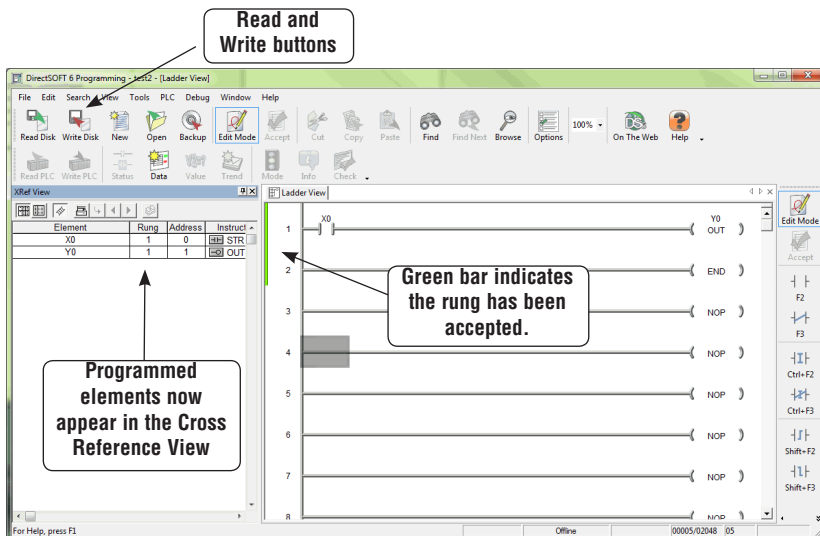 Read and
Write buttons
DirectSOFT 6 Programming - test2 - [Ladder View]
File Edit Search View Tools PLC Debug Window Help
Read Disk Write Disk New Open Backup Edit Mode Accept Cut Copy Paste Find Find Next Browse Options 100% On The Web Help
Read PLC Write PLC Status Data Value Trend Mode Info Check
XRef View
Ladder View
Element Rung Address Instruct
X0 1 0 STR
Y0 1 1 OUT
1 X0 Y0
OUT
2 END
3 NOP
4 NOP
5 NOP
6 NOP
7 NOP
8 NOP
Green bar indicates
the rung has been
accepted.
Programmed
elements now
appear in the Cross
Reference View
Edit Mode
Accept
F2
F3
Ctrl+F2
Ctrl+F3
Shift+F2
Shift+F3
For Help, press F1 Offline 00005/02048 05